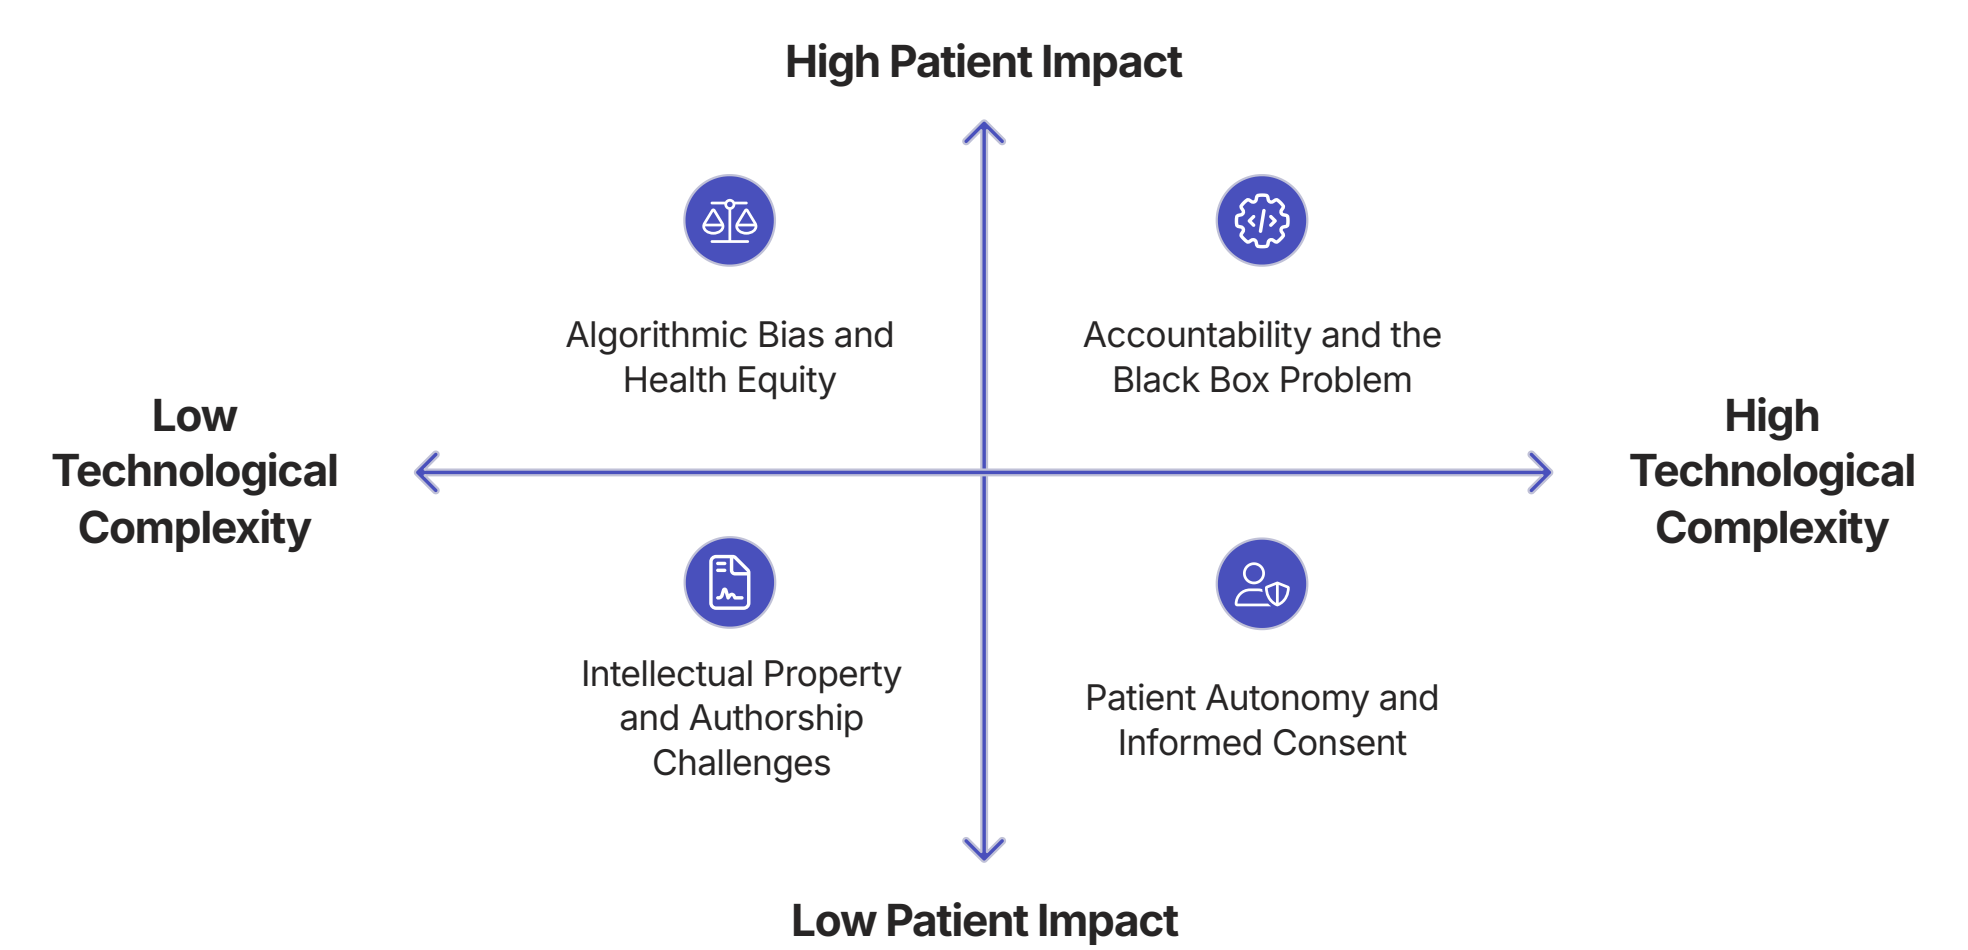 High Patient Impact
Algorithmic Bias and
Health Equity
Accountability and the
Black Box Problem
Low
Technological
Complexity
High
Technological
Complexity
Intellectual Property
and Authorship
Challenges
Patient Autonomy and
Informed Consent
Low Patient Impact